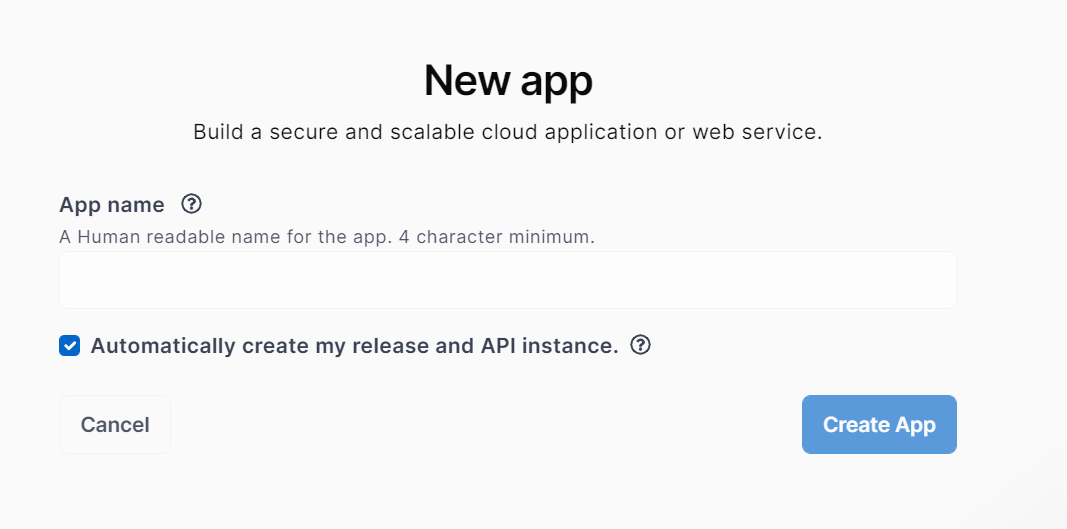 New app
Build a secure and scalable cloud application or web service.
App name
A Human readable name for the app. 4 character minimum.
Automatically create my release and API instance.
Cancel
Create App